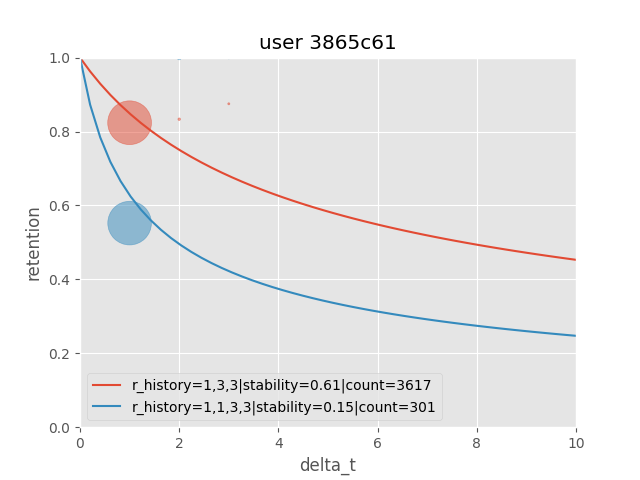 user 3865c61
1.0
0.8
0.6
0.4
0.2
0.0
retention
r_history=1,3,3|stability=0.61|count=3617
r_history=1,1,3,3|stability=0.15|count=301
0 2 4 6 8 10
delta_t